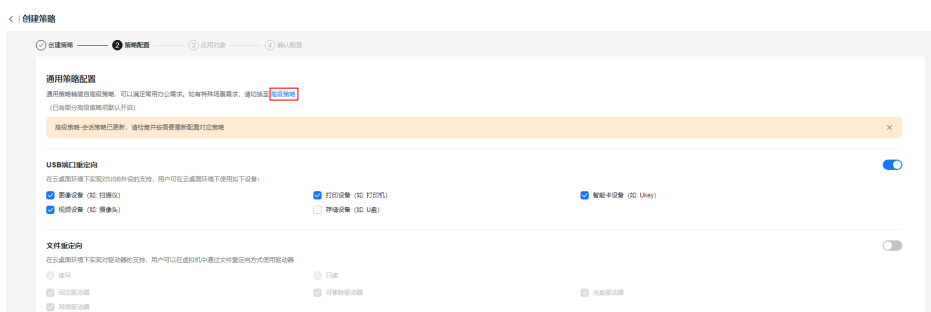 < | 创建策略
创建策略 2 策略配置 3 应用对象 4 确认配置
通用策略配置
通用策略精简自高级策略，可以满足常用办公需求。如有特殊场景需求，请切换至高级策略
（已有部分高级策略项默认开启）
高级策略-会话策略已更新，请检查并按需要重新配置对应策略 ×
USB端口重定向
在云桌面环境下实现对USB外设的支持，用户可在云桌面环境下使用如下设备：
图像设备（如: 扫描仪） 打印设备（如: 打印机） 智能卡设备（如: Ukey）
视频设备（如: 摄像头） 存储设备（如: U盘）
文件重定向
在云桌面环境下实现对驱动器的支持，用户可以在虚拟机中通过文件重定向方式使用驱动器
读写 只读
固定驱动器 可移除驱动器 光盘驱动器
网络驱动器